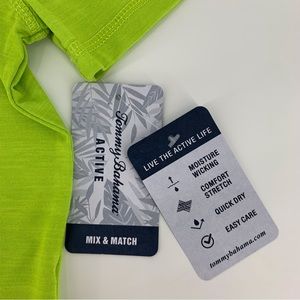 Tommy Bahama
ACTIVE
MIX & MATCH
LIVE THE ACTIVE LIFE
MOISTURE
WICKING
COMFORT
STRETCH
QUICK DRY
EASY CARE
tommybahama.com